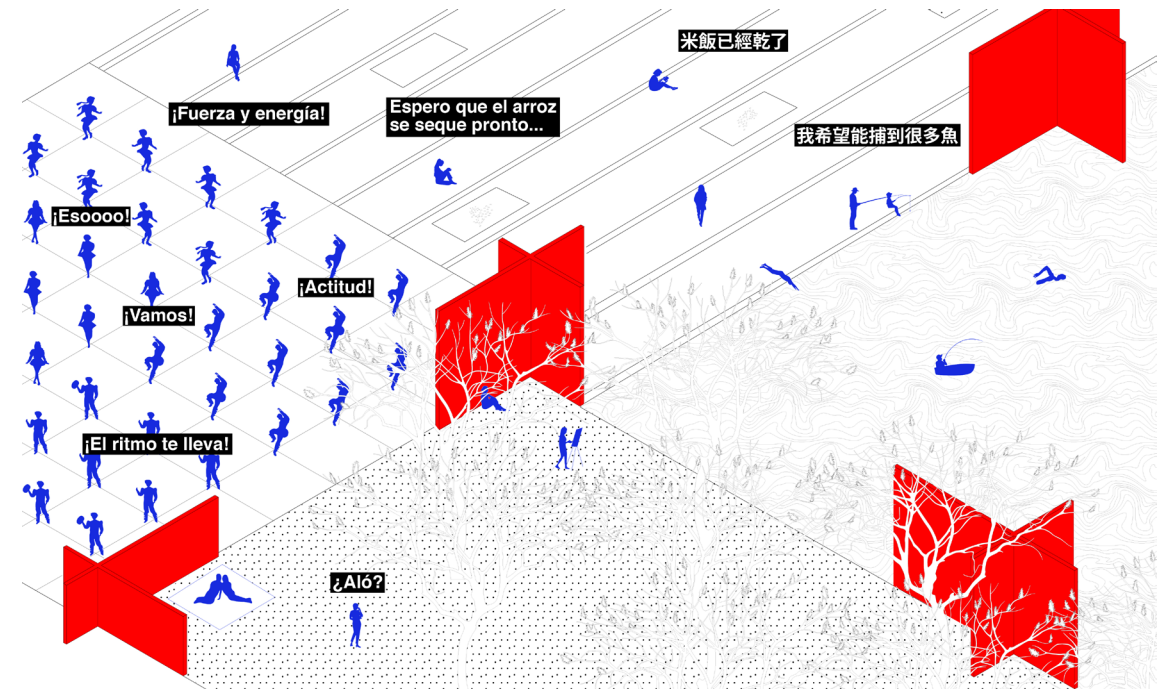 米飯已經乾了
¡Fuerza y energía!
Espero que el arroz
se seque pronto...
我希望能捕到很多魚
¡Esoooo!
¡Actitud!
¡Vamos!
¡El ritmo te lleva!
¿Aló?